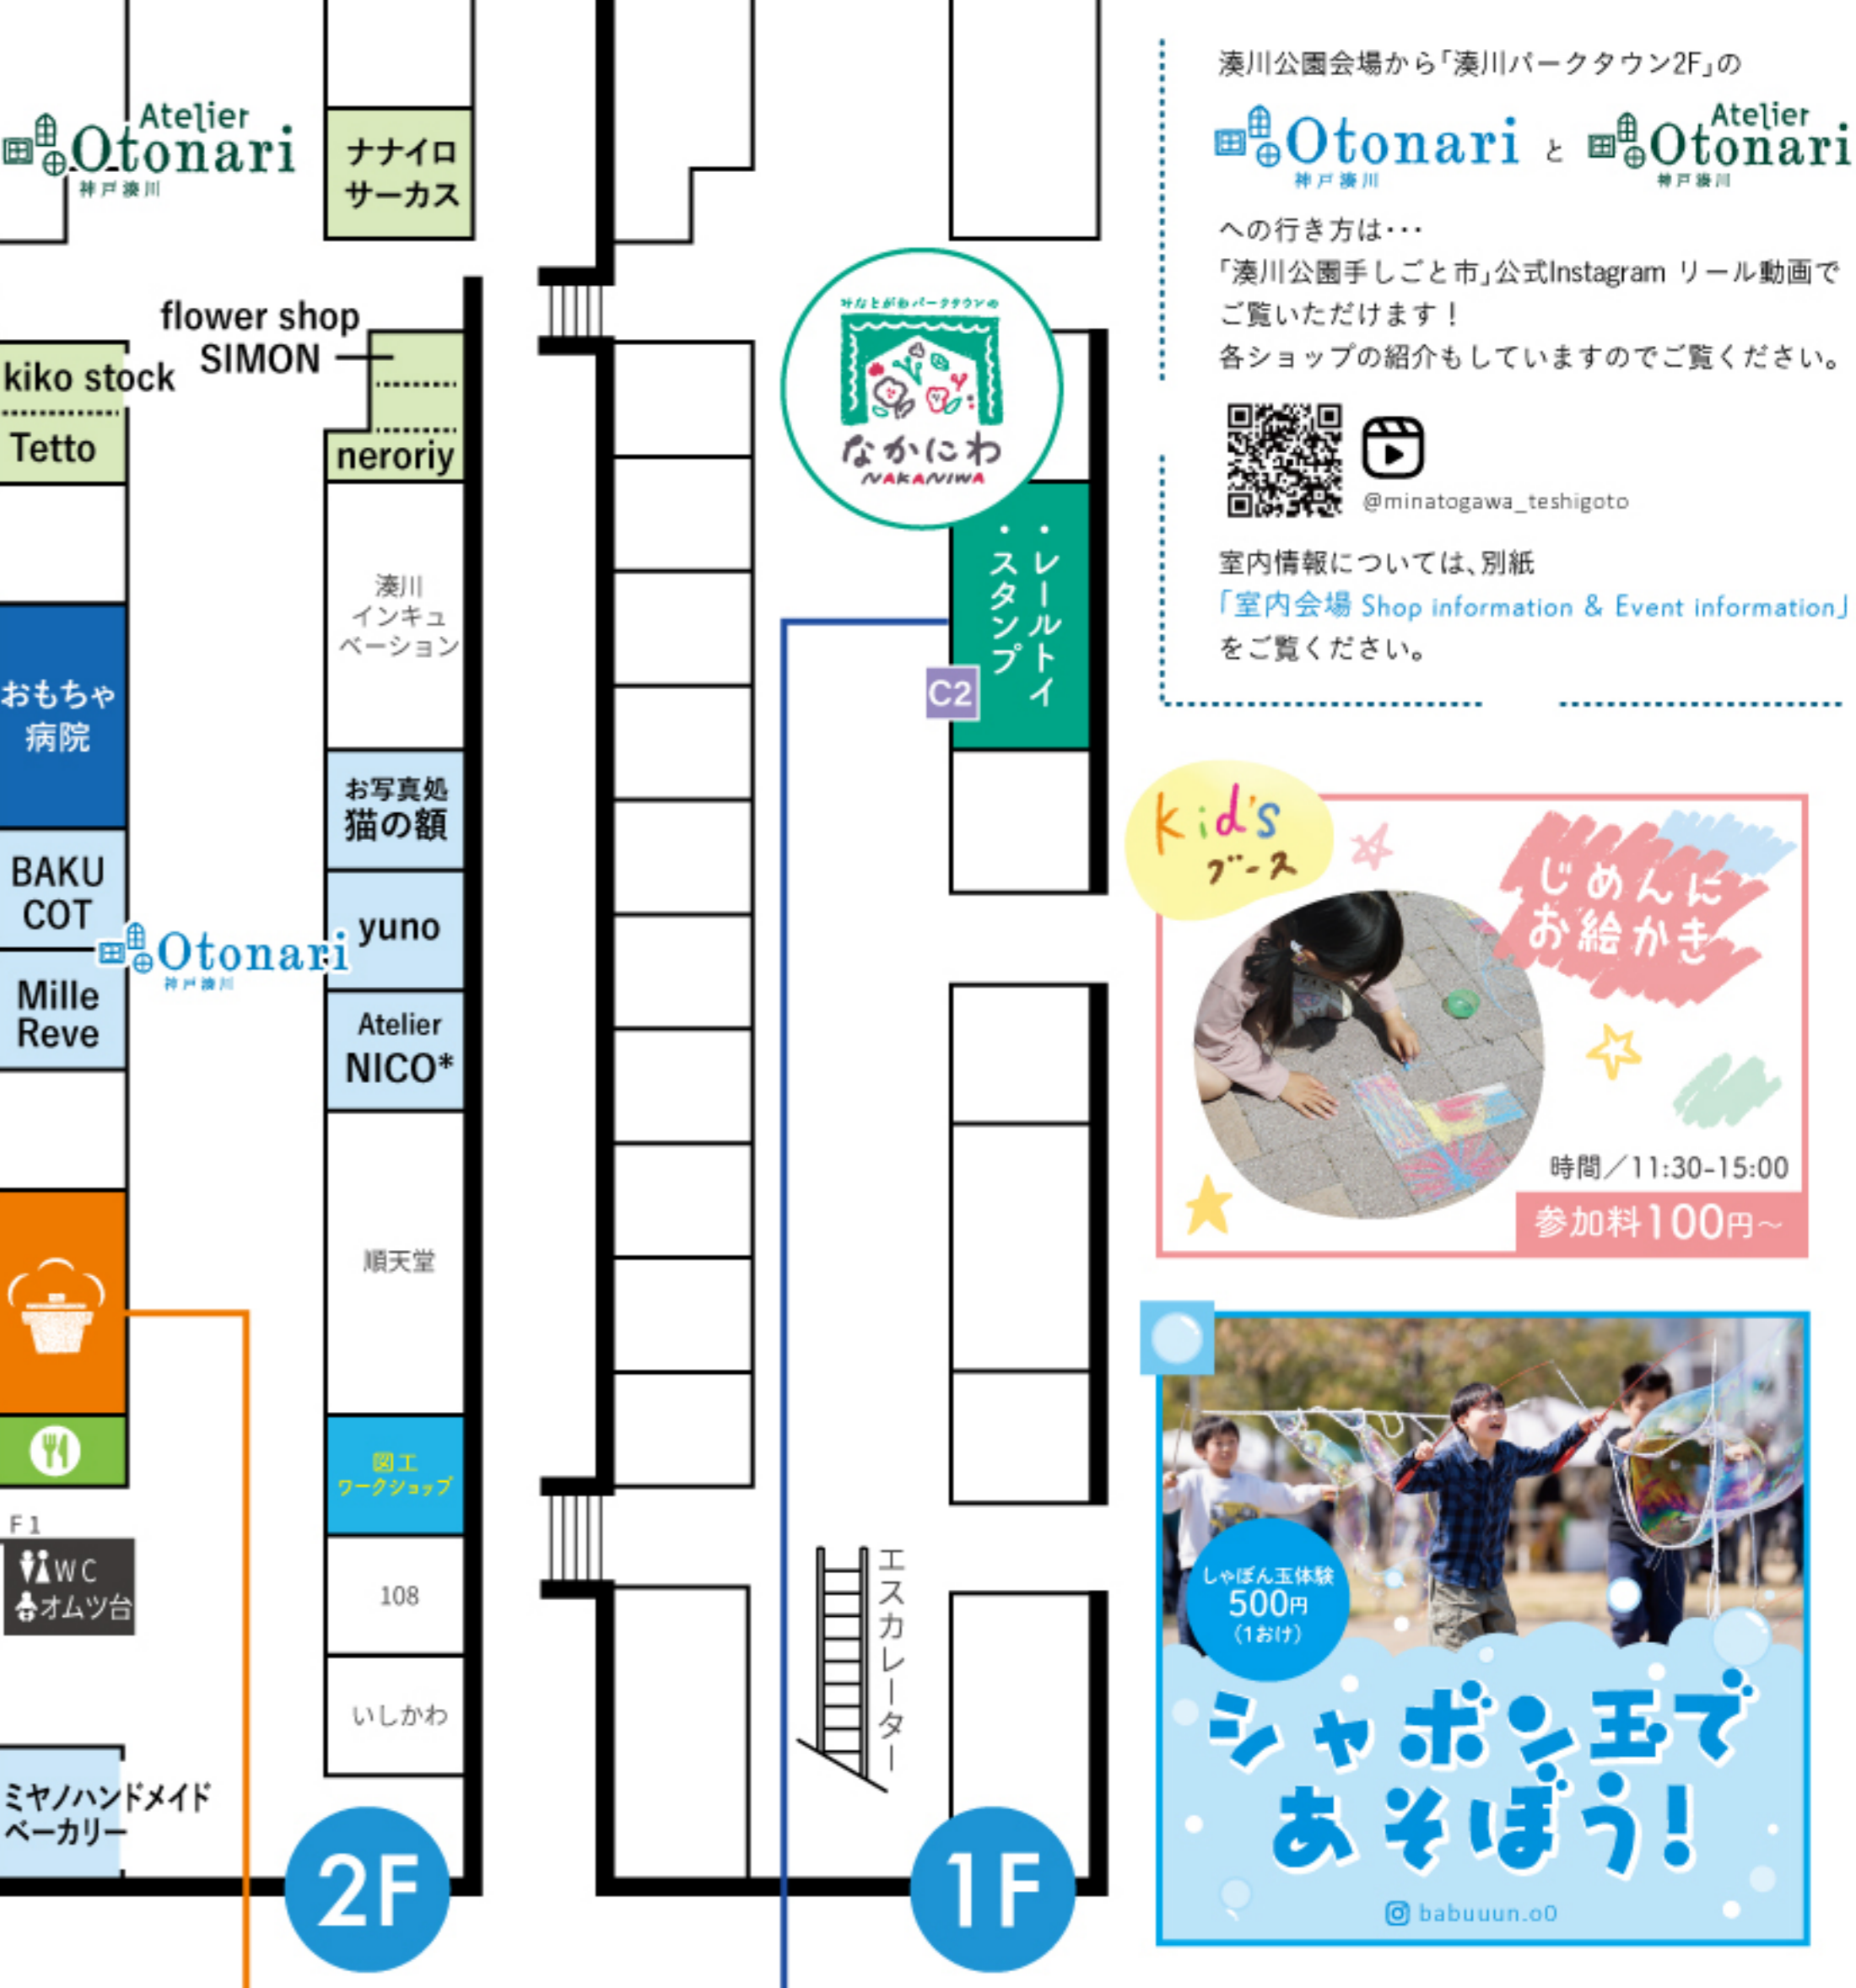 Atelier
Otonari
神戸湊川
ナナイロ
サーカス
flower shop
SIMON
kiko stock
Tetto
neroriy
湊川
インキュ
ベーション
おもちゃ
病院
お写真処
猫の額
BAKU
COT
yuno
Otonari
神戸湊川
Mille
Reve
Atelier
NICO*
順天堂
図工
ワークショップ
F1
WC
オムツ台
108
いしかわ
ミヤノハンドメイド
ベーカリー
2F
みなとがわパークタウンの
なかにわ
NAKANIWA
・レールトイ
・スタンプ
C2
エスカレーター
1F
湊川公園会場から「湊川パークタウン2F」の
Otonari
神戸湊川
と
Atelier
Otonari
神戸湊川
への行き方は・・・
「湊川公園手しごと市」公式Instagram リール動画で
ご覧いただけます！
各ショップの紹介もしていますのでご覧ください。
@minatogawa_teshigoto
室内情報については、別紙
「室内会場 Shop information & Event information」
をご覧ください。
kid's
ブース
じめんに
お絵かき
時間／11:30-15:00
参加料100円〜
しゃぼん玉体験
500円
(1おけ)
シャボン玉で
あそぼう!
babuuun.o0